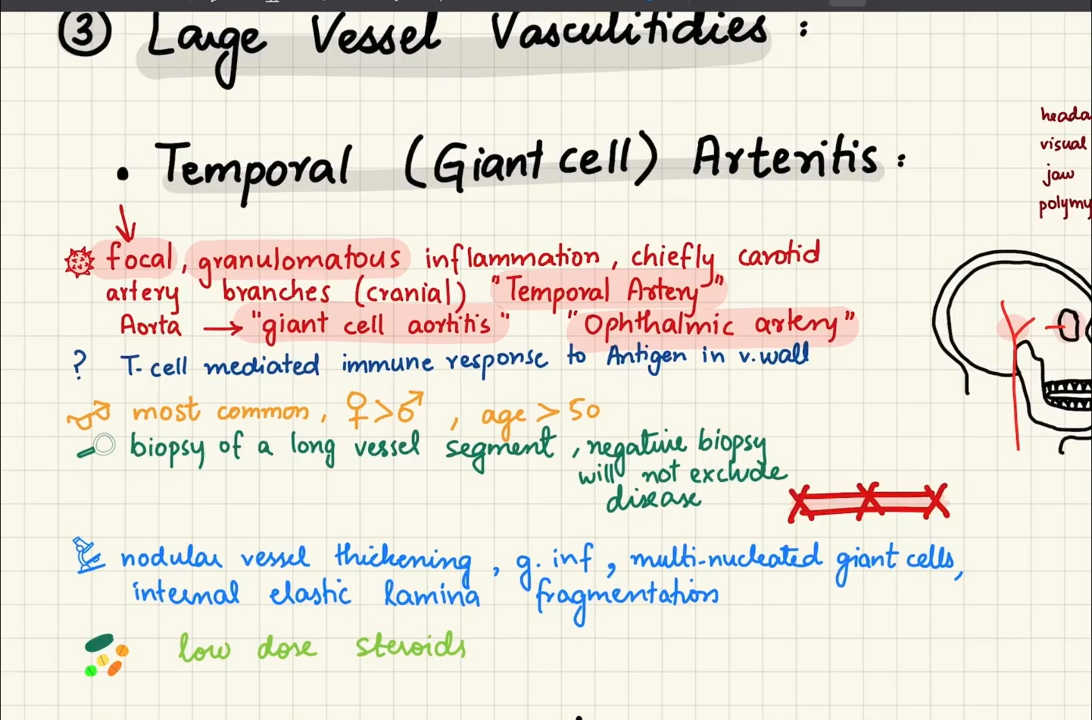 ③ Large Vessel Vasculitidies :
• Temporal (Giant cell) Arteritis :
heada
visual
jaw
polymy
focal, granulomatous inflammation, chiefly carotid
artery branches (cranial) "Temporal Artery"
Aorta → "giant cell aortitis" "Ophthalmic artery"
? T-cell mediated immune response to Antigen in v.wall
most common, ♀>♂, age > 50
biopsy of a long vessel segment, negative biopsy
will not exclude
disease
nodular vessel thickening, g. inf, multi-nucleated giant cells,
internal elastic lamina fragmentation
low dose steroids